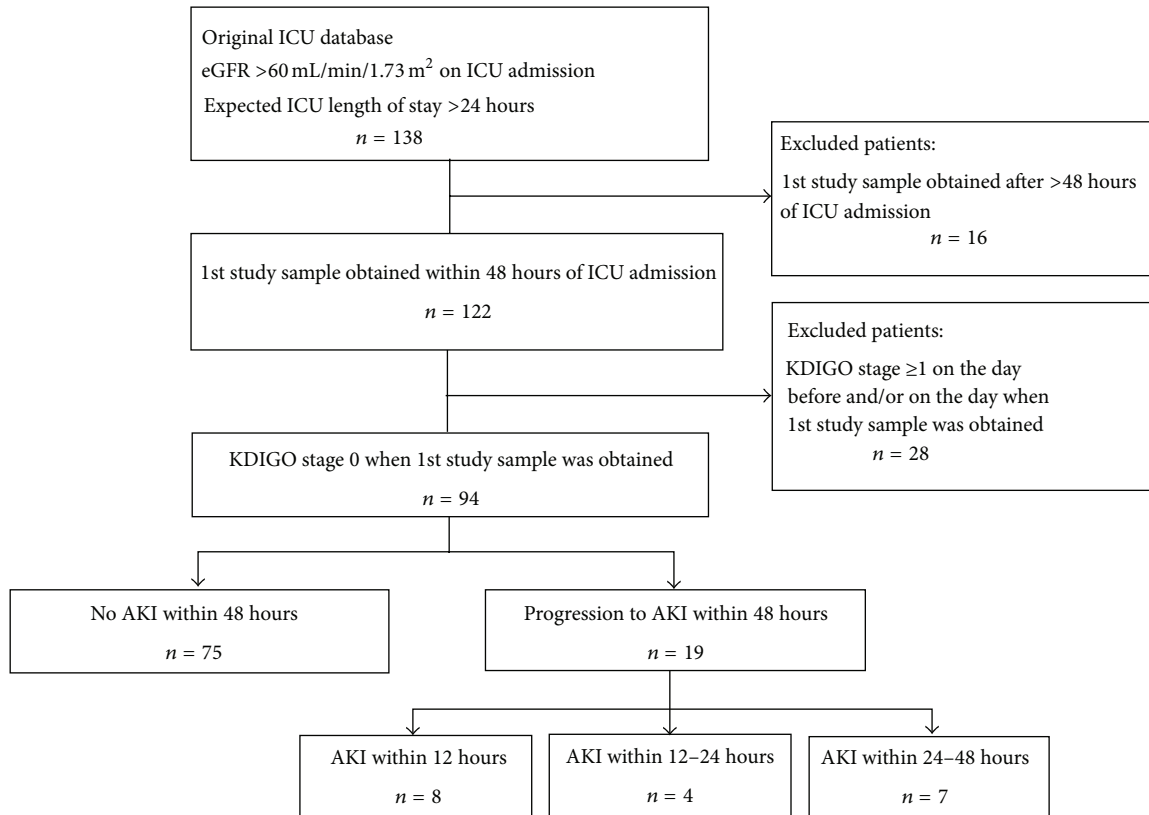 Original ICU database
eGFR >60 mL/min/1.73 m² on ICU admission
Expected ICU length of stay >24 hours
n = 138
Excluded patients:
1st study sample obtained after >48 hours
of ICU admission
n = 16
1st study sample obtained within 48 hours of ICU admission
n = 122
Excluded patients:
KDIGO stage ≥1 on the day
before and/or on the day when
1st study sample was obtained
n = 28
KDIGO stage 0 when 1st study sample was obtained
n = 94
No AKI within 48 hours
n = 75
Progression to AKI within 48 hours
n = 19
AKI within 12 hours
n = 8
AKI within 12–24 hours
n = 4
AKI within 24–48 hours
n = 7